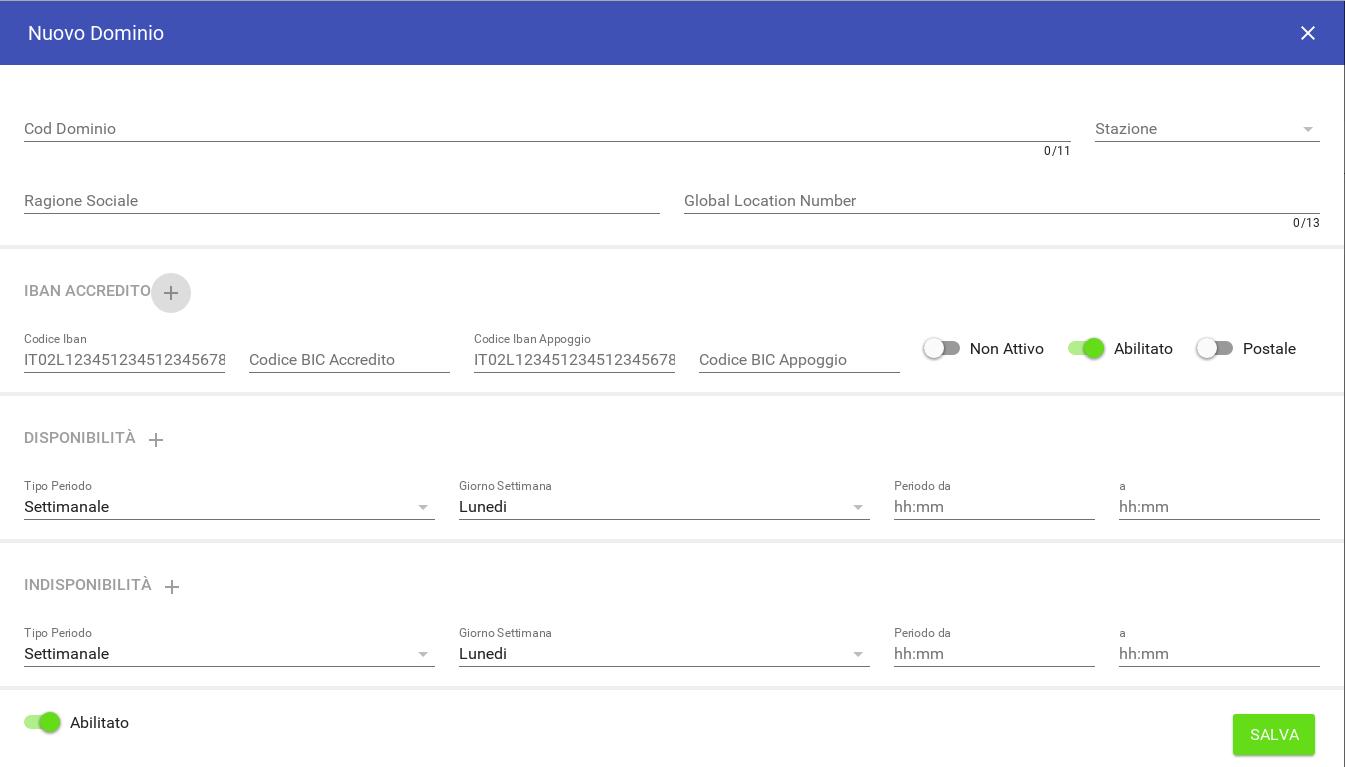 Nuovo Dominio
Cod Dominio
Stazione
0/11
Ragione Sociale
Global Location Number
0/13
IBAN ACCREDITO
Codice Iban
Codice Iban Appoggio
IT02L123451234512345678
Codice BIC Accredito
IT02L123451234512345678
Codice BIC Appoggio
Non Attivo
Abilitato
Postale
DISPONIBILITÀ
Tipo Periodo
Giorno Settimana
Periodo da
a
Settimanale
Lunedi
hh:mm
hh:mm
INDISPONIBILITÀ
Tipo Periodo
Giorno Settimana
Periodo da
a
Settimanale
Lunedi
hh:mm
hh:mm
Abilitato
SALVA